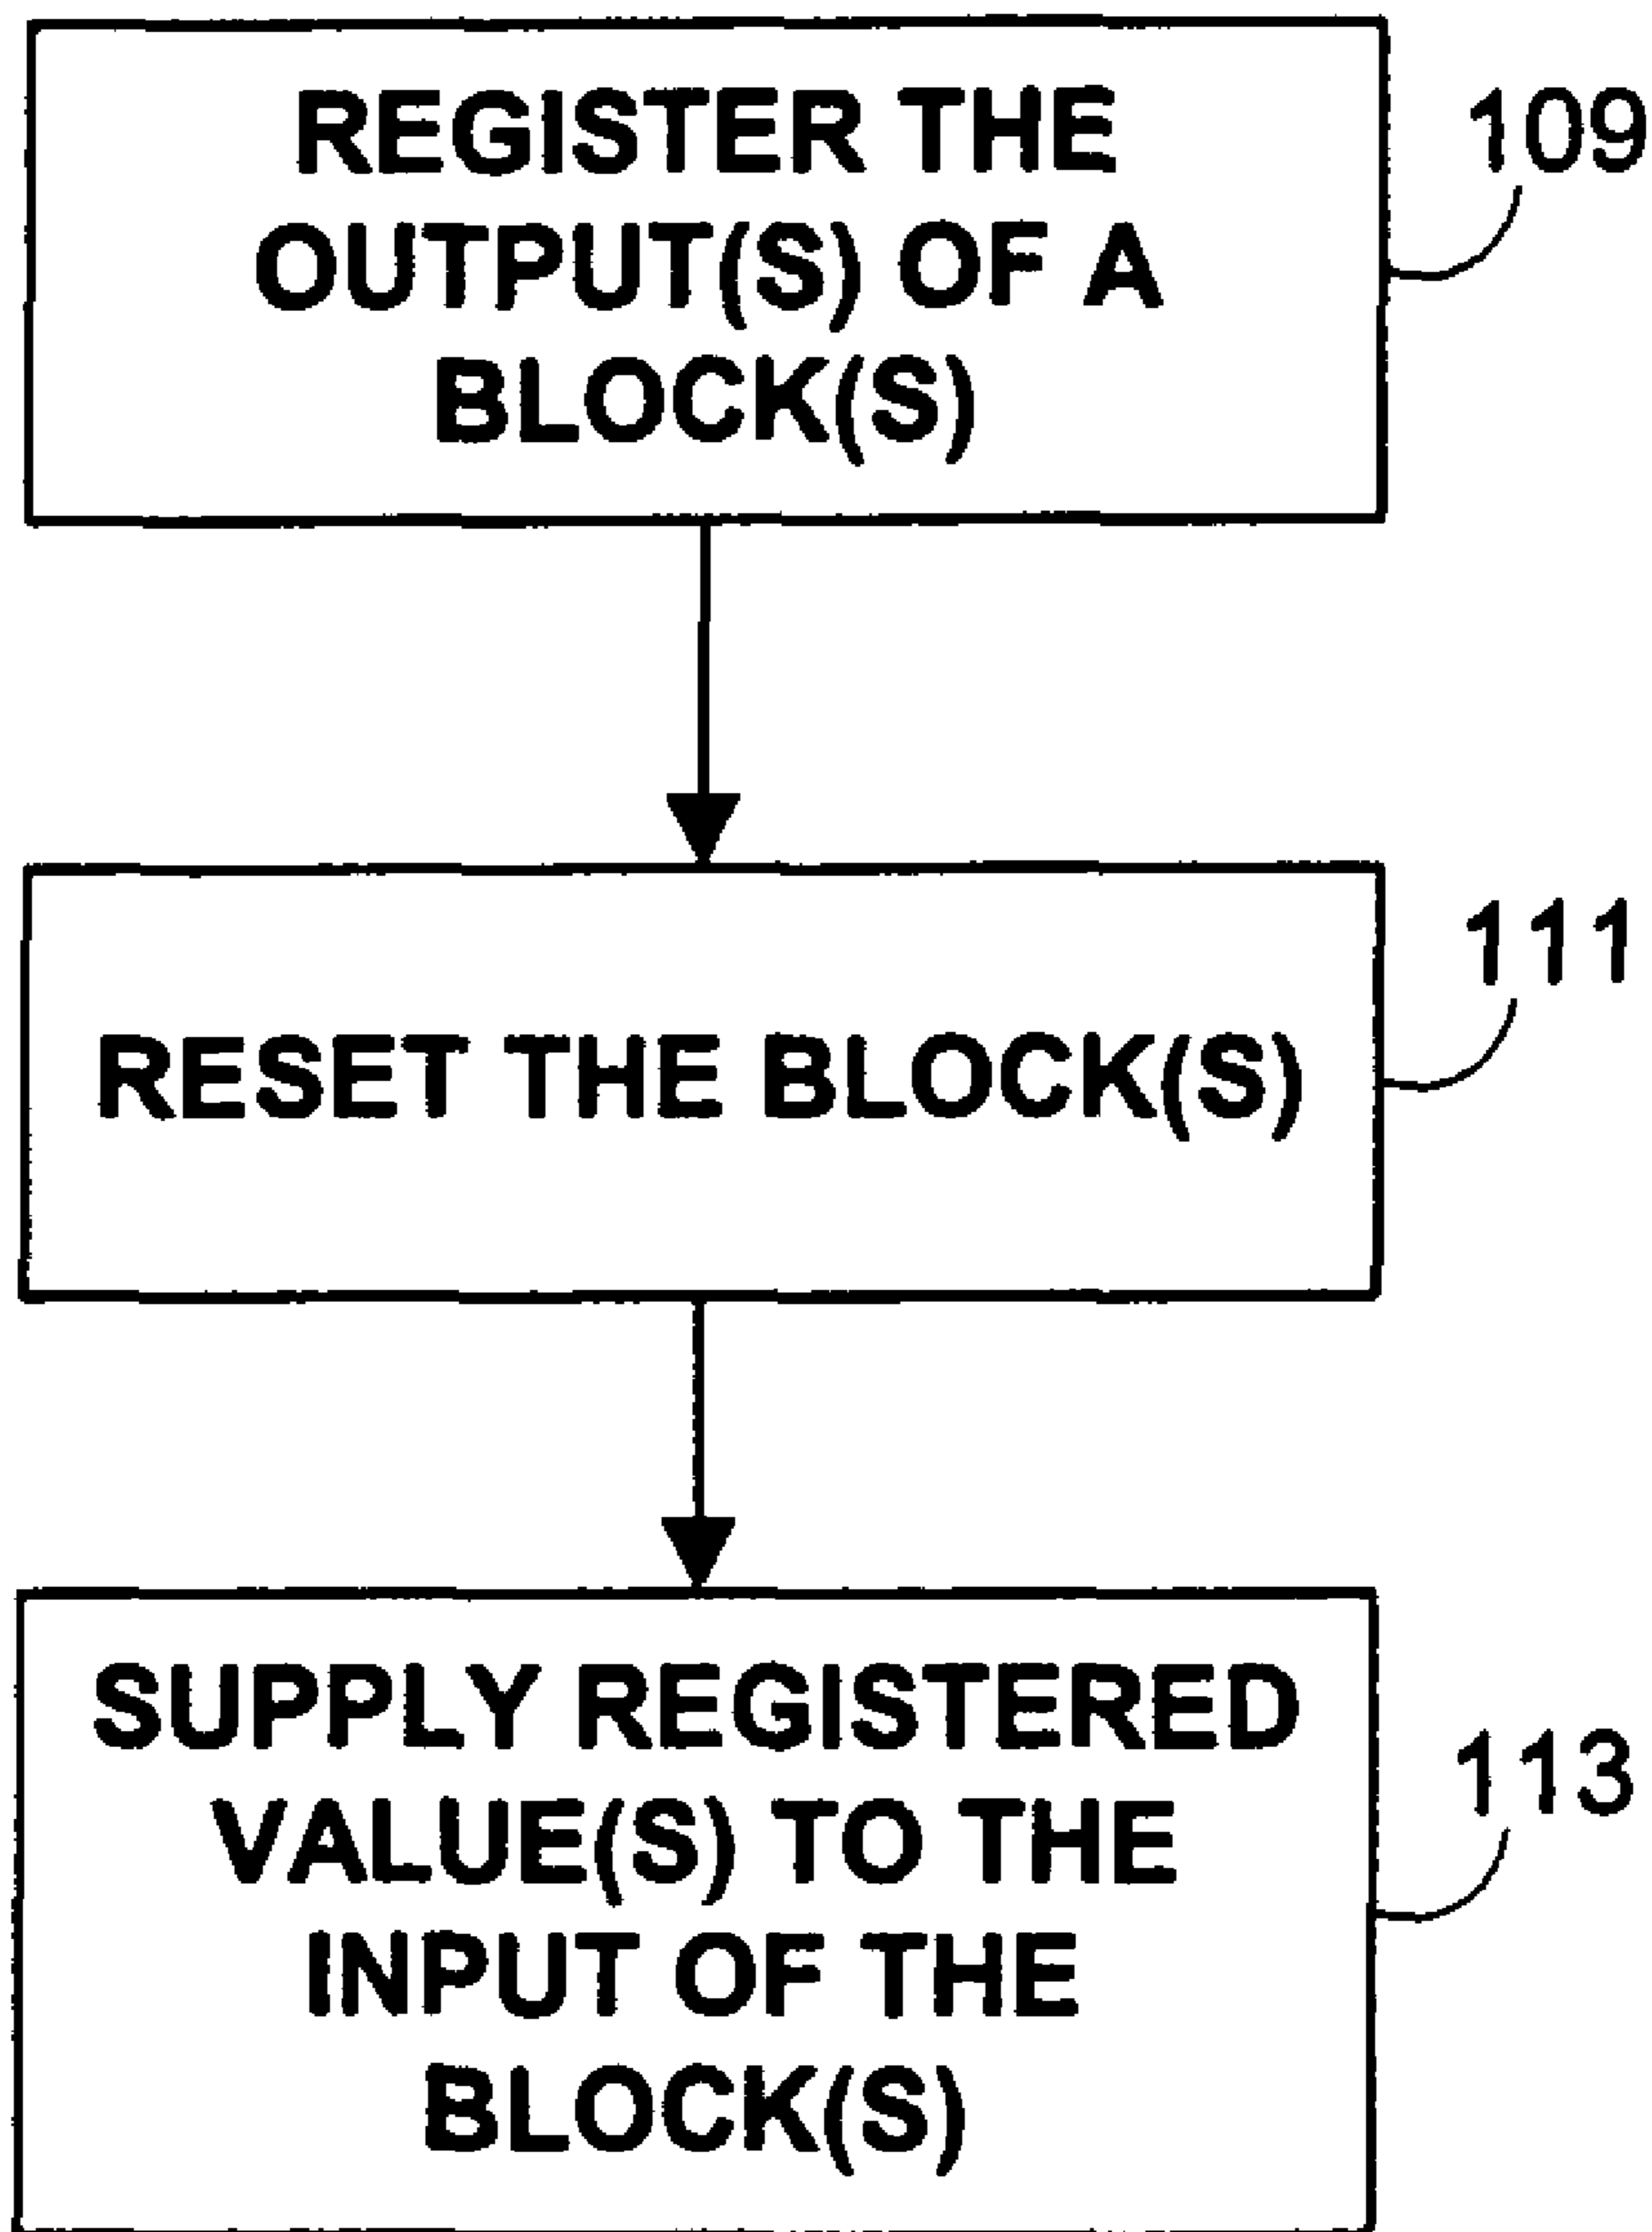 REGISTER THE
OUTPUT(S) OF A
BLOCK(S)
109
RESET THE BLOCK(S)
111
SUPPLY REGISTERED
VALUE(S) TO THE
INPUT OF THE
BLOCK(S)
113